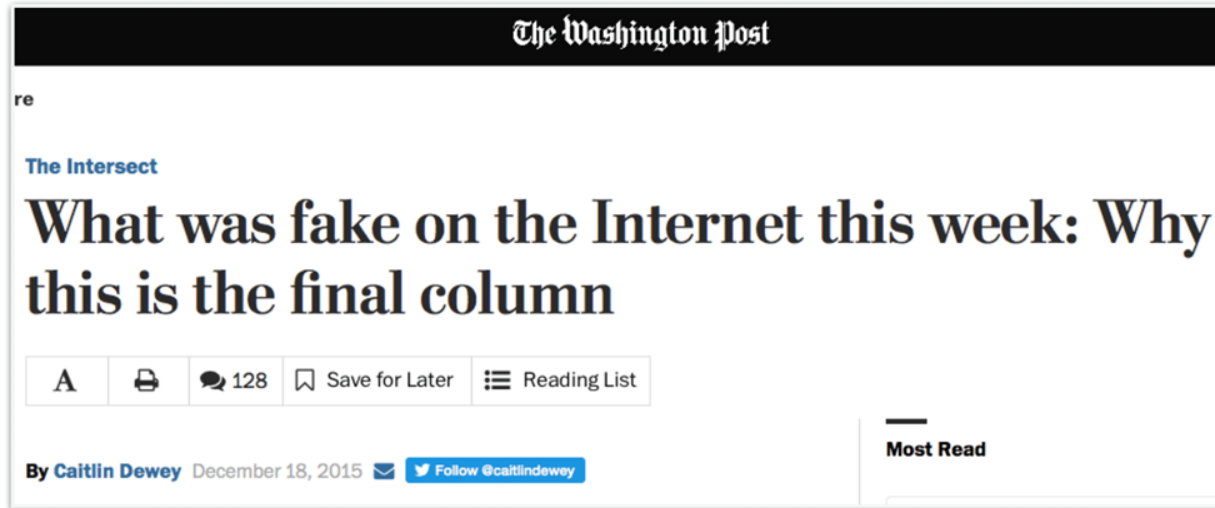 The Washington Post
re
The Intersect
What was fake on the Internet this week: Why
this is the final column
A 128 Save for Later Reading List
By Caitlin Dewey December 18, 2015 Follow @caitlindewey
Most Read